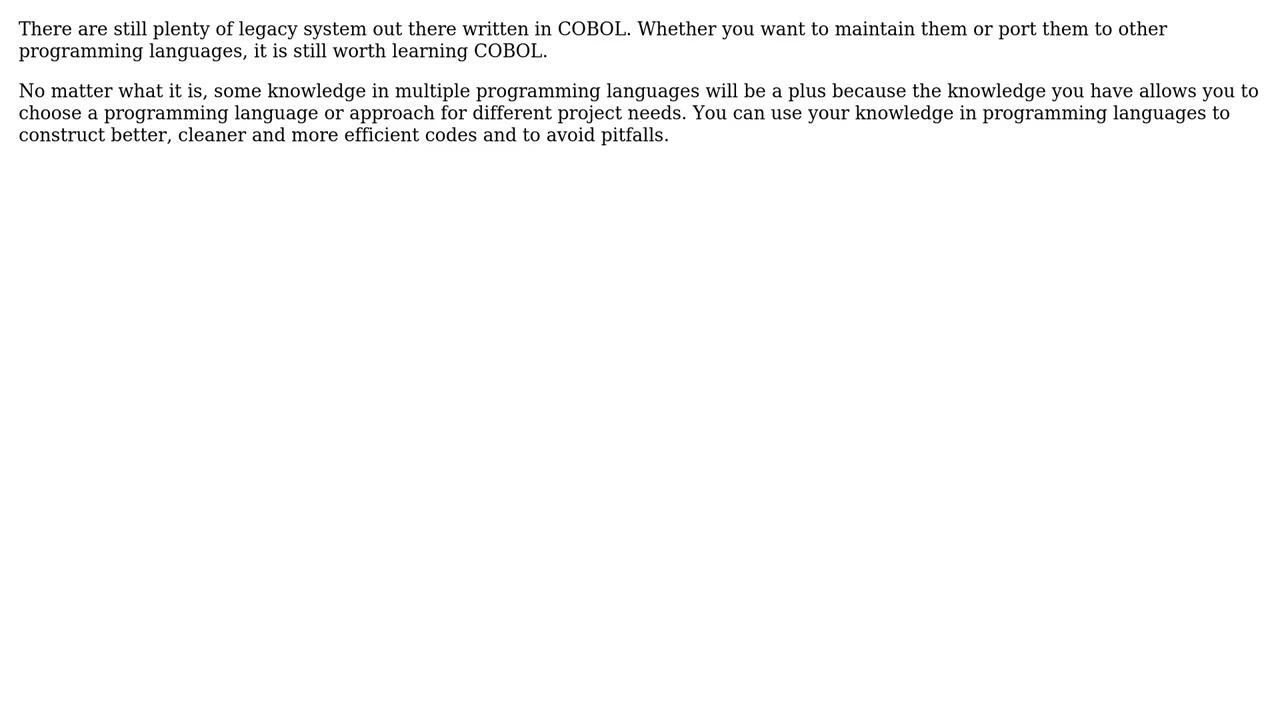 There are still plenty of legacy system out there written in COBOL. Whether you want to maintain them or port them to other
programming languages, it is still worth learning COBOL.
No matter what it is, some knowledge in multiple programming languages will be a plus because the knowledge you have allows you to
choose a programming language or approach for different project needs. You can use your knowledge in programming languages to
construct better, cleaner and more efficient codes and to avoid pitfalls.